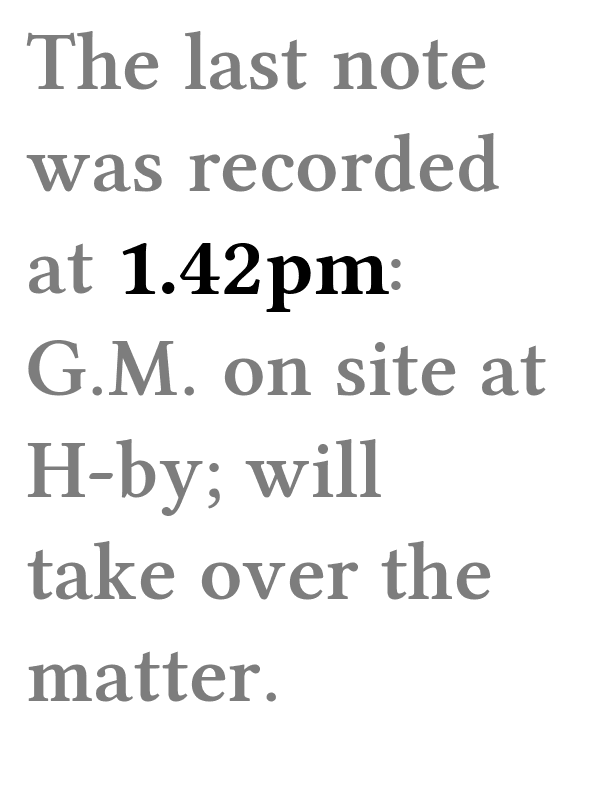 The last note
was recorded
at 1.42pm:
G.M. on site at
H-by; will
take over the
matter.